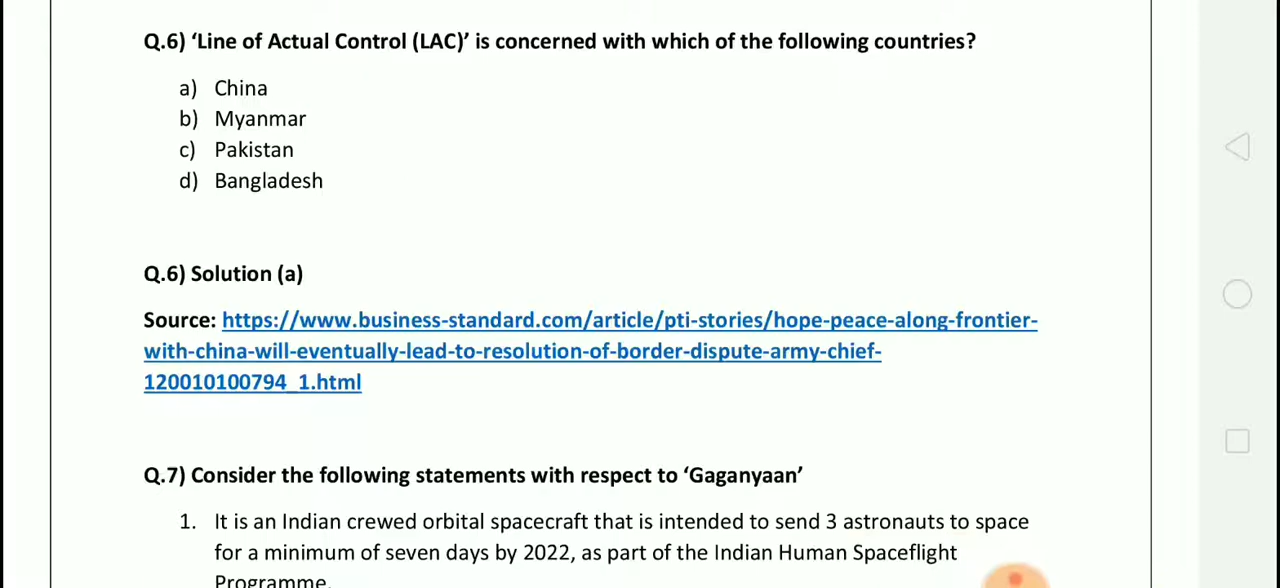 Q.6) ‘Line of Actual Control (LAC)’ is concerned with which of the following countries?
a) China
b) Myanmar
c) Pakistan
d) Bangladesh
Q.6) Solution (a)
Source: https://www.business-standard.com/article/pti-stories/hope-peace-along-frontier-
with-china-will-eventually-lead-to-resolution-of-border-dispute-army-chief-
120010100794_1.html
Q.7) Consider the following statements with respect to ‘Gaganyaan’
1. It is an Indian crewed orbital spacecraft that is intended to send 3 astronauts to space
for a minimum of seven days by 2022, as part of the Indian Human Spaceflight
Programme.